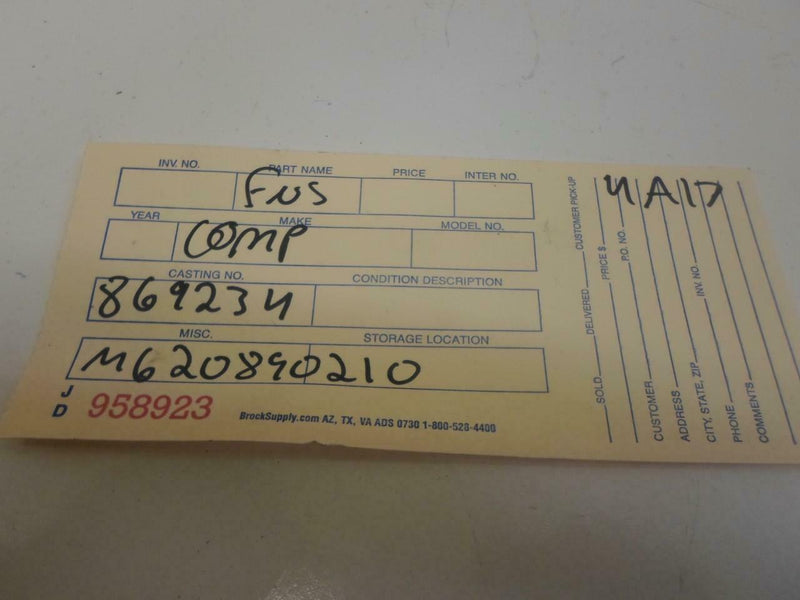 INV. NO. PART NAME PRICE INTER NO.
FUS
YEAR MAKE MODEL NO.
COMP
CASTING NO. CONDITION DESCRIPTION
869234
MISC. STORAGE LOCATION
M620890210
J D 958923
BrockSupply.com AZ, TX, VA ADS 0730 1-800-528-4400
4A17
SOLD DELIVERED CUSTOMER PICK-UP
PRICE $
P.O. NO.
CUSTOMER
ADDRESS
CITY, STATE, ZIP INV. NO.
PHONE
COMMENTS